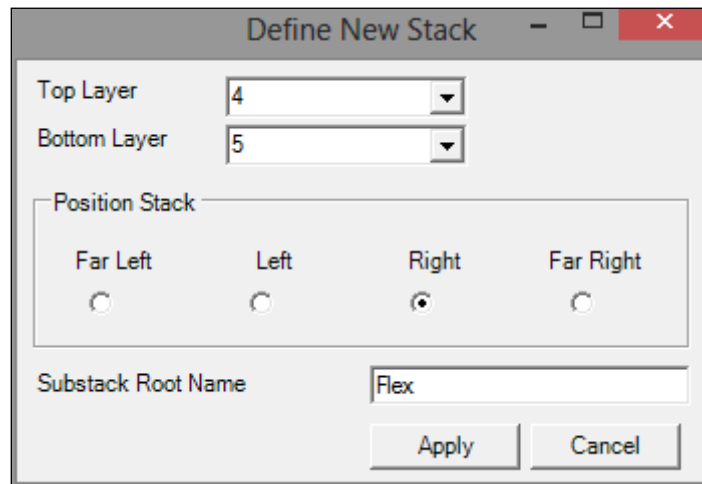 Define New Stack
Top Layer 4
Bottom Layer 5
Position Stack
Far Left Left Right Far Right
Substack Root Name Flex
Apply Cancel